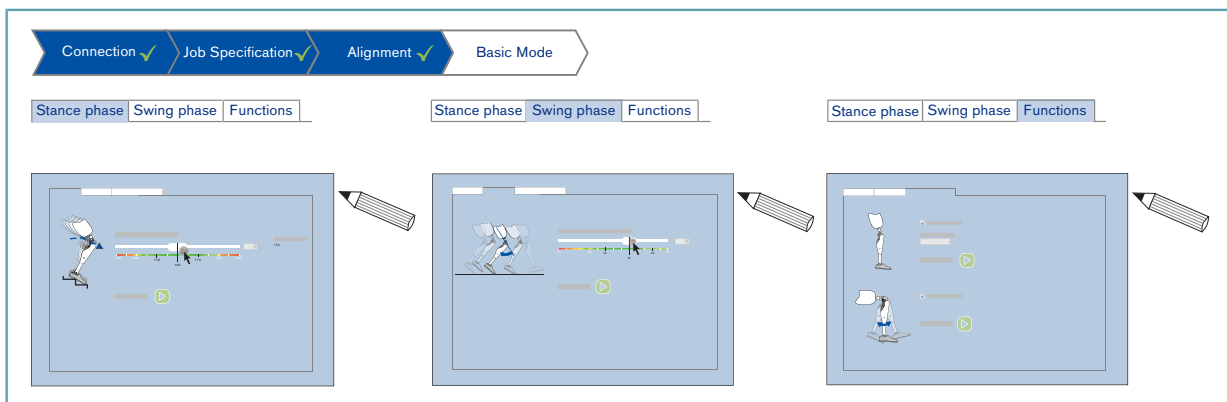 Connection Job Specification Alignment Basic Mode
Stance phase Swing phase Functions
Stance phase Swing phase Functions
Stance phase Swing phase Functions